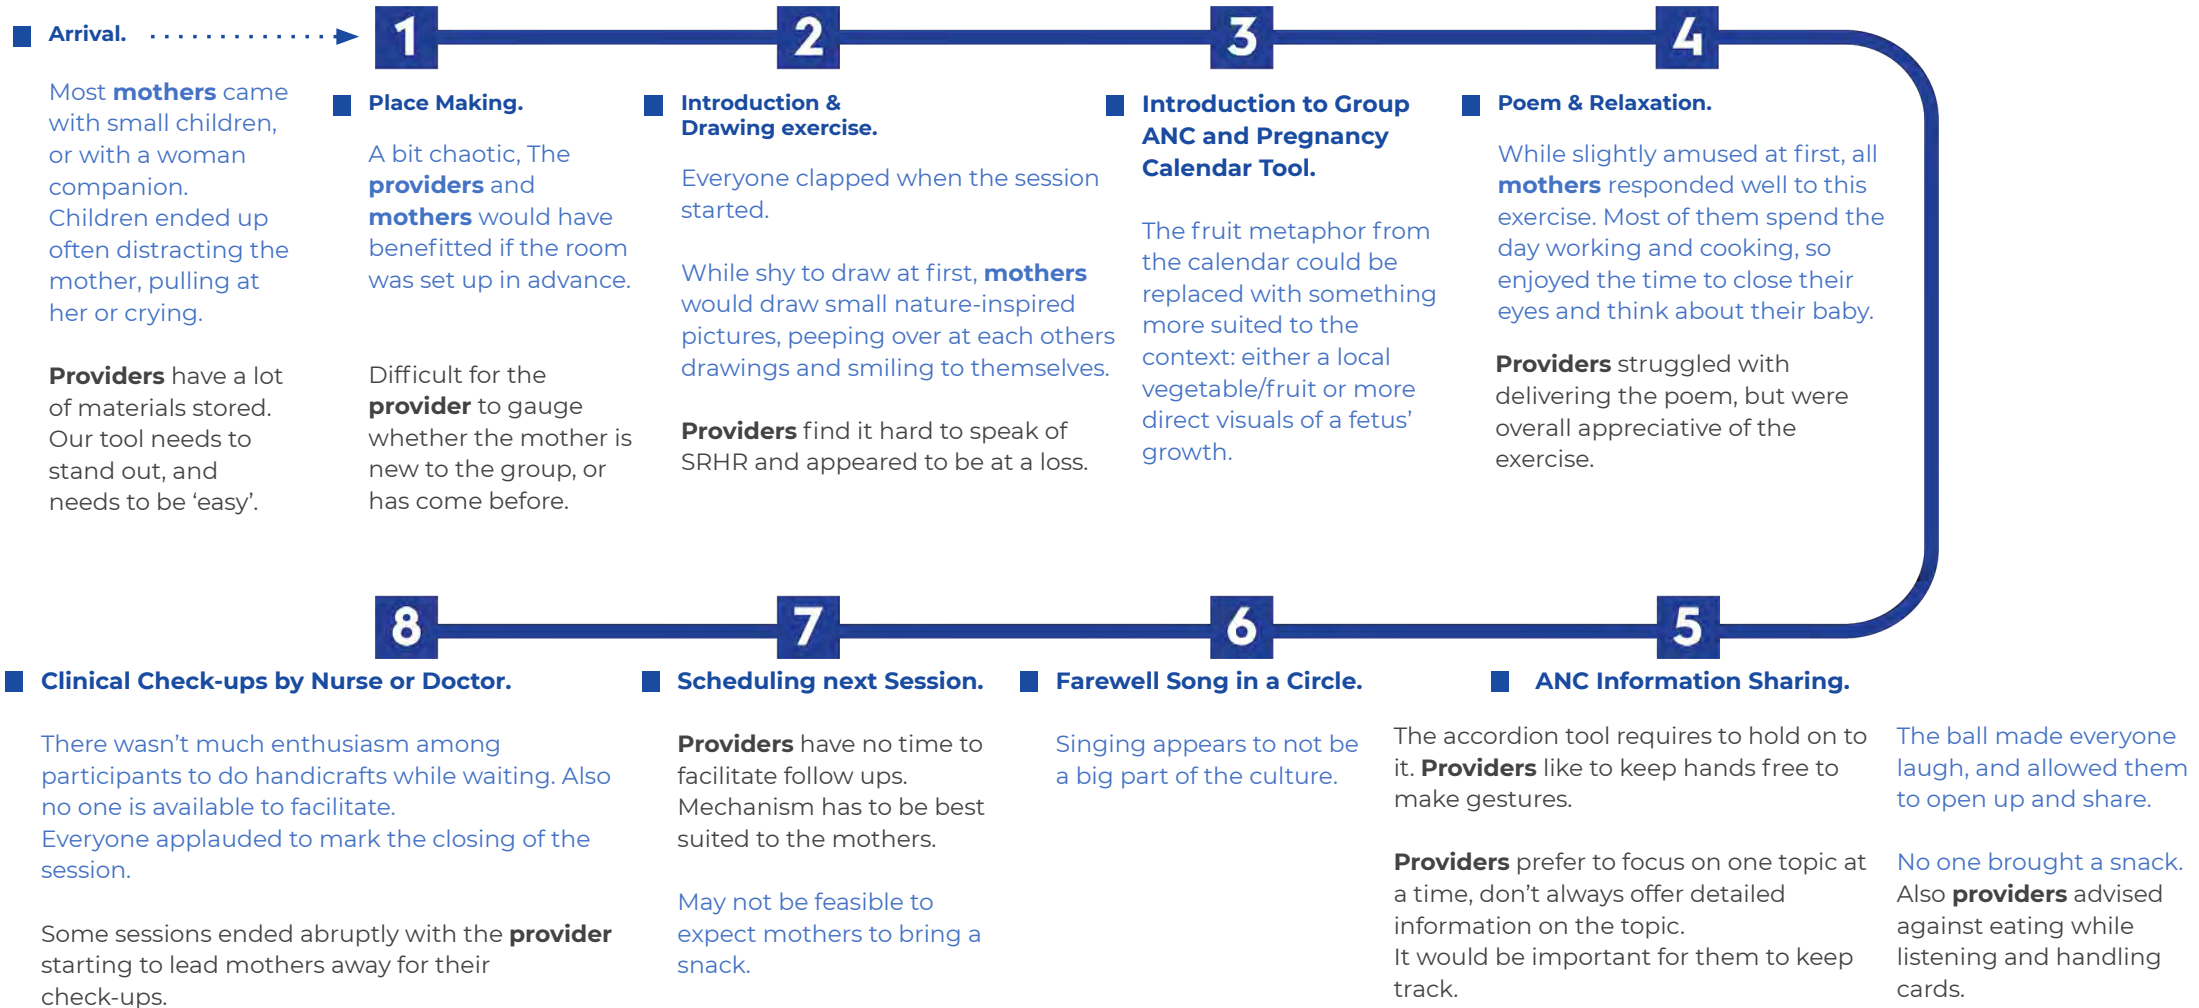 Arrival.
Most mothers came
with small children,
or with a woman
companion.
Children ended up
often distracting the
mother, pulling at
her or crying.
Providers have a lot
of materials stored.
Our tool needs to
stand out, and
needs to be ‘easy’.
1
Place Making.
A bit chaotic, The
providers and
mothers would have
benefitted if the room
was set up in advance.
Difficult for the
provider to gauge
whether the mother is
new to the group, or
has come before.
2
Introduction &
Drawing exercise.
Everyone clapped when the session
started.
While shy to draw at first, mothers
would draw small nature-inspired
pictures, peeping over at each others
drawings and smiling to themselves.
Providers find it hard to speak of
SRHR and appeared to be at a loss.
3
Introduction to Group
ANC and Pregnancy
Calendar Tool.
The fruit metaphor from
the calendar could be
replaced with something
more suited to the
context: either a local
vegetable/fruit or more
direct visuals of a fetus’
growth.
4
Poem & Relaxation.
While slightly amused at first, all
mothers responded well to this
exercise. Most of them spend the
day working and cooking, so
enjoyed the time to close their
eyes and think about their baby.
Providers struggled with
delivering the poem, but were
overall appreciative of the
exercise.
5
ANC Information Sharing.
The accordion tool requires to hold on to
it. Providers like to keep hands free to
make gestures.
Providers prefer to focus on one topic at
a time, don’t always offer detailed
information on the topic.
It would be important for them to keep
track.
The ball made everyone
laugh, and allowed them
to open up and share.
No one brought a snack.
Also providers advised
against eating while
listening and handling
cards.
6
Farewell Song in a Circle.
Singing appears to not be
a big part of the culture.
7
Scheduling next Session.
Providers have no time to
facilitate follow ups.
Mechanism has to be best
suited to the mothers.
May not be feasible to
expect mothers to bring a
snack.
8
Clinical Check-ups by Nurse or Doctor.
There wasn’t much enthusiasm among
participants to do handicrafts while waiting. Also
no one is available to facilitate.
Everyone applauded to mark the closing of the
session.
Some sessions ended abruptly with the provider
starting to lead mothers away for their
check-ups.